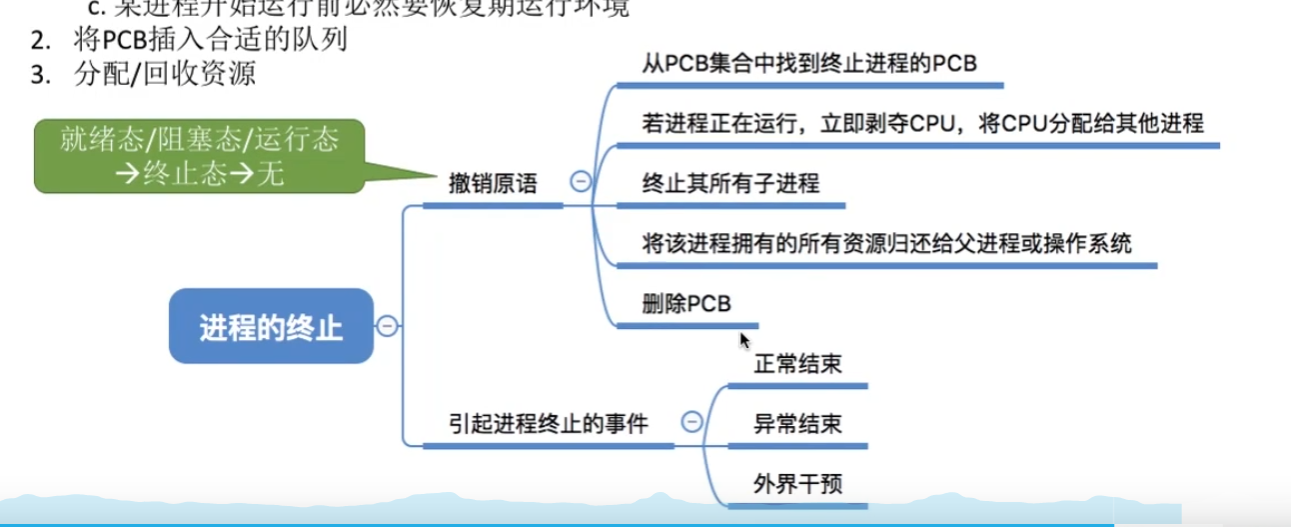 c. 某进程开始运行前必然要恢复期运行环境
2. 将PCB插入合适的队列
3. 分配/回收资源
就绪态/阻塞态/运行态
→终止态→无
进程的终止
撤销原语
从PCB集合中找到终止进程的PCB
若进程正在运行，立即剥夺CPU，将CPU分配给其他进程
终止其所有子进程
将该进程拥有的所有资源归还给父进程或操作系统
删除PCB
引起进程终止的事件
正常结束
异常结束
外界干预